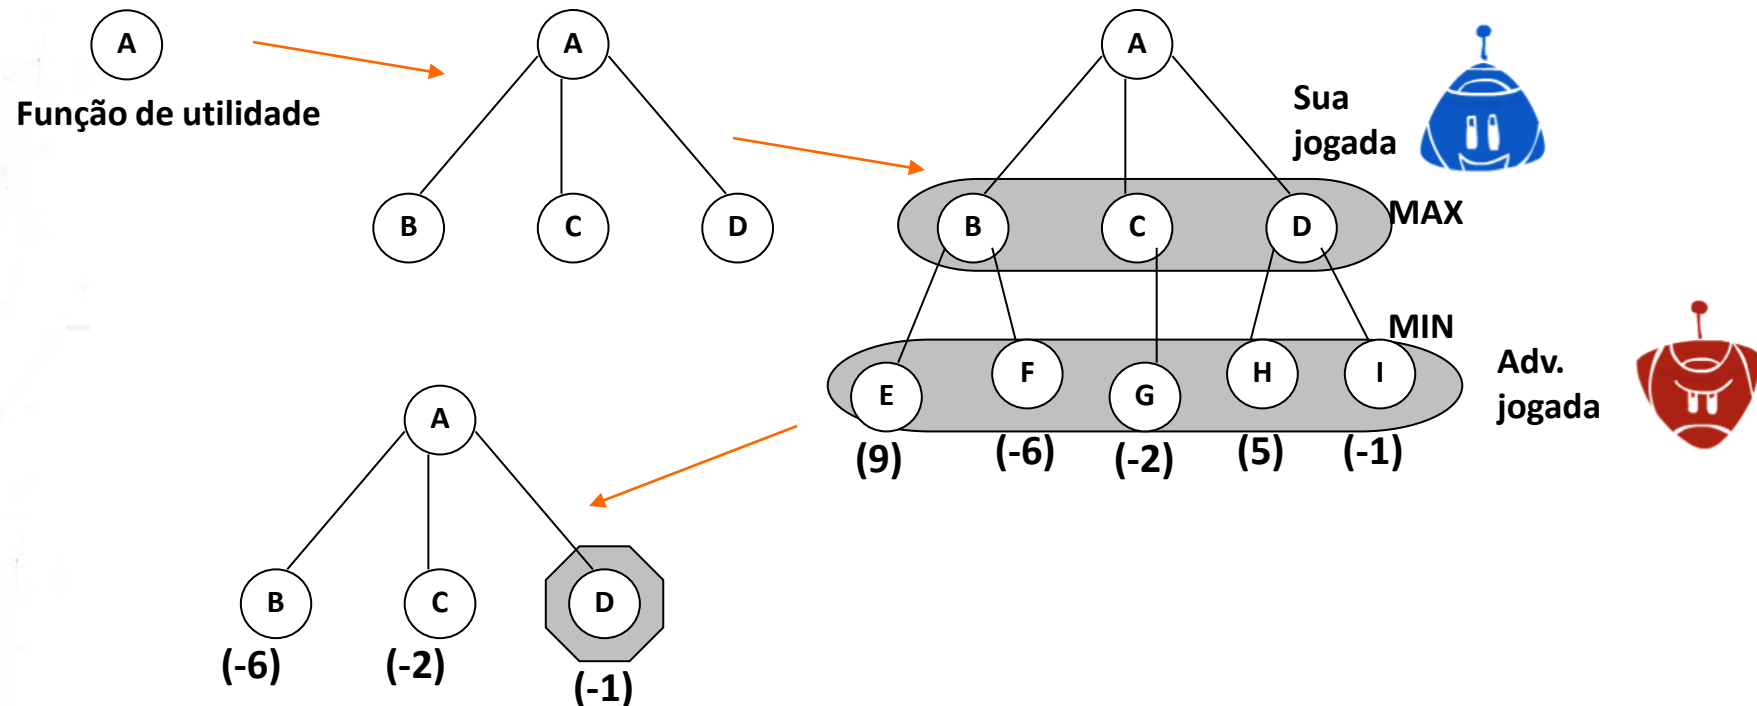 A
Função de utilidade
A
B
C
D
A
Sua
jogada
B
C
D
MAX
MIN
E
F
G
H
I
Adv.
jogada
(9)
(-6)
(-2)
(5)
(-1)
A
B
C
D
(-6)
(-2)
(-1)